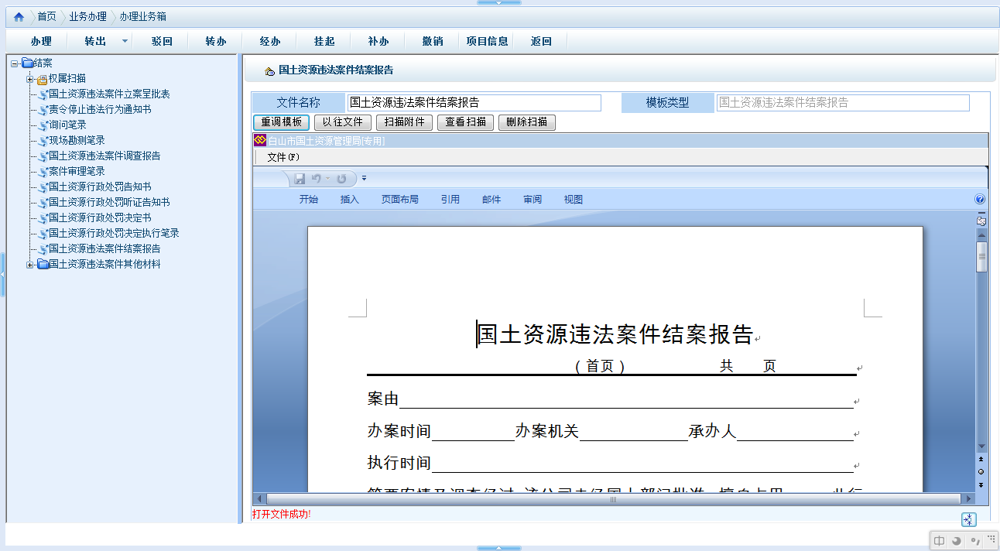 首页 业务办理 办理业务箱
办理 转出 驳回 转办 经办 挂起 补办 撤销 项目信息 返回
结案
权属扫描
国土资源违法案件立案呈批表
责令停止违法行为通知书
询问笔录
现场勘测笔录
国土资源违法案件调查报告
案件审理笔录
国土资源行政处罚告知书
国土资源行政处罚听证告知书
国土资源行政处罚决定书
国土资源行政处罚决定执行笔录
国土资源违法案件结案报告
国土资源违法案件其他材料
国土资源违法案件结案报告
文件名称 国土资源违法案件结案报告 模板类型 国土资源违法案件结案报告
重调模板 以往文件 扫描附件 查看扫描 删除扫描
白山市国土资源管理局[专用]
文件(F)
开始 插入 页面布局 引用 邮件 审阅 视图
国土资源违法案件结案报告
（首页） 共 页
案由
办案时间 办案机关 承办人
执行时间
打开文件成功!
中